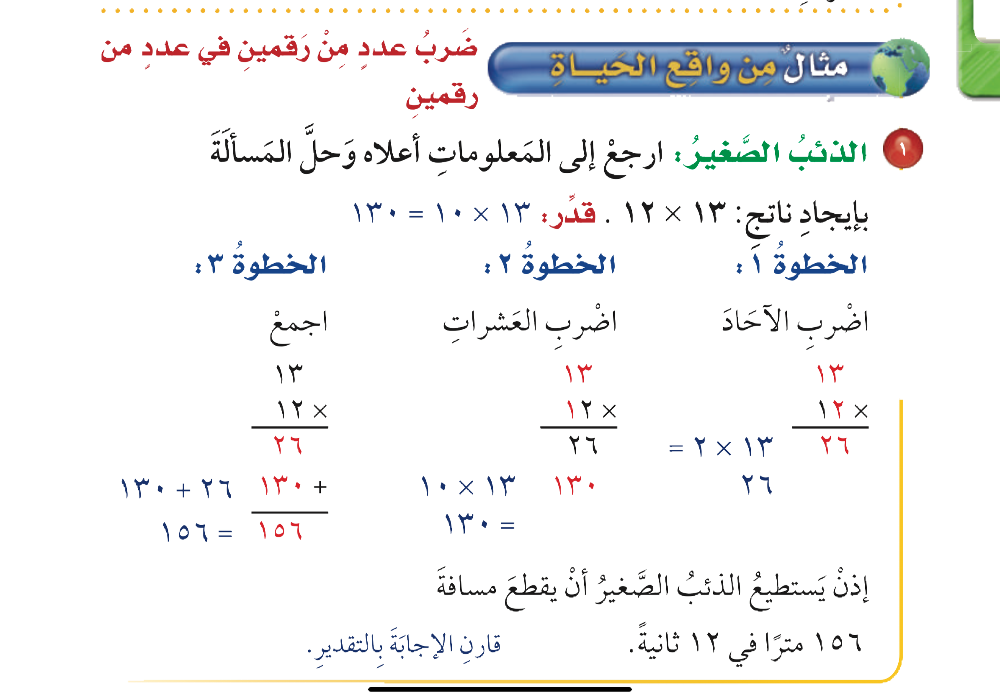 مثالٌ مِن واقِع الحَيـاةِ
ضَربُ عددٍ مِنْ رَقمينِ في عددٍ من
رقمينِ
١ الذئبُ الصَّغيرُ: ارجعْ إلى المَعلوماتِ أعلاه وَحلَّ المَسألَةَ
بإيجادِ ناتجِ: ١٣ × ١٢ . قدِّر: ١٣ × ١٠ = ١٣٠
الخطوةُ ١: الخطوةُ ٢: الخطوةُ ٣:
اضْربِ الآحَادَ اضْربِ العَشراتِ اجمعْ
١٣ ١٣ ١٣
× ١٢ × ١٢ × ١٢
٢٦ ١٣ × ٢ = ٢٦ ٢٦
٢٦ ١٣٠ ١٣ × ١٠ + ١٣٠ ٢٦ + ١٣٠
= ١٣٠ ١٥٦ = ١٥٦
إذنْ يَستطيعُ الذئبُ الصَّغيرُ أنْ يقطعَ مسافةَ
١٥٦ مترًا في ١٢ ثانيةً. قارنِ الإجابَةَ بِالتقديرِ.